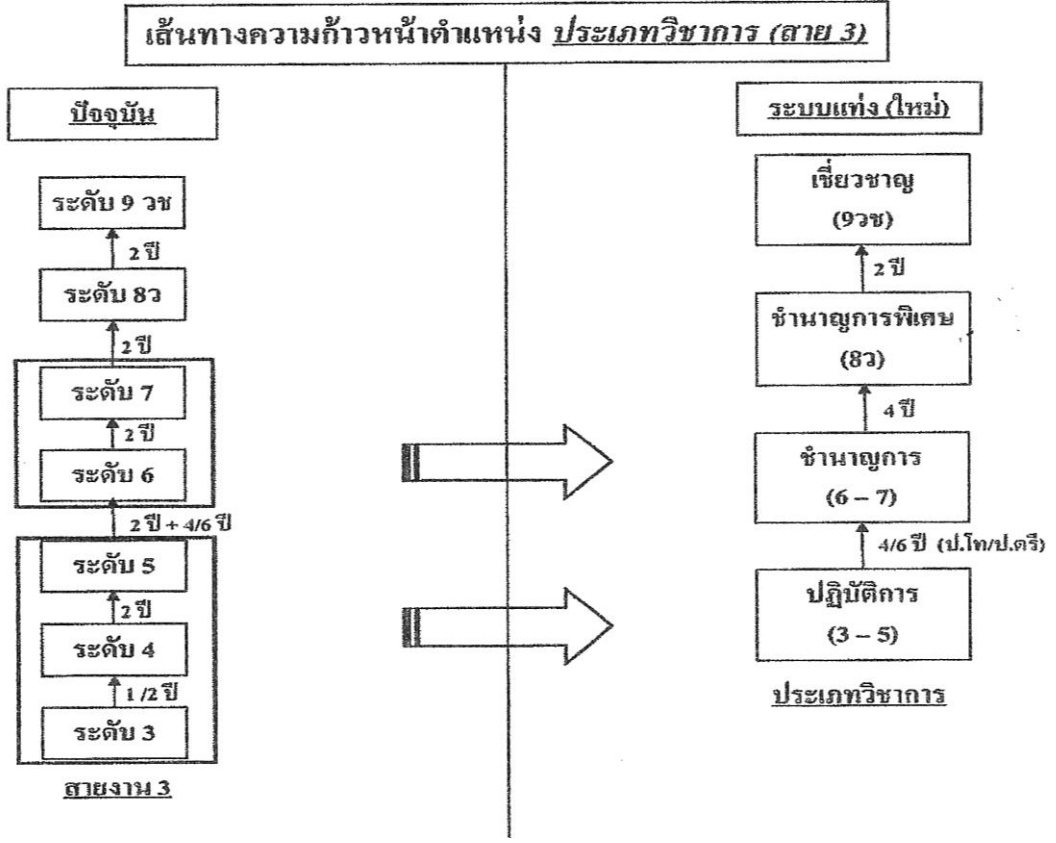 เส้นทางความก้าวหน้าตำแหน่ง ประเภทวิชาการ (สาย 3)
ปัจจุบัน
ระดับ 9 วช
2 ปี
ระดับ 8ว
2 ปี
ระดับ 7
2 ปี
ระดับ 6
2 ปี + 4/6 ปี
ระดับ 5
2 ปี
ระดับ 4
1 /2 ปี
ระดับ 3
สายงาน 3
ระบบแท่ง (ใหม่)
เชี่ยวชาญ
(9วช)
2 ปี
ชำนาญการพิเศษ
(8ว)
4 ปี
ชำนาญการ
(6 – 7)
4/6 ปี (ป.โท/ป.ตรี)
ปฏิบัติการ
(3 – 5)
ประเภทวิชาการ